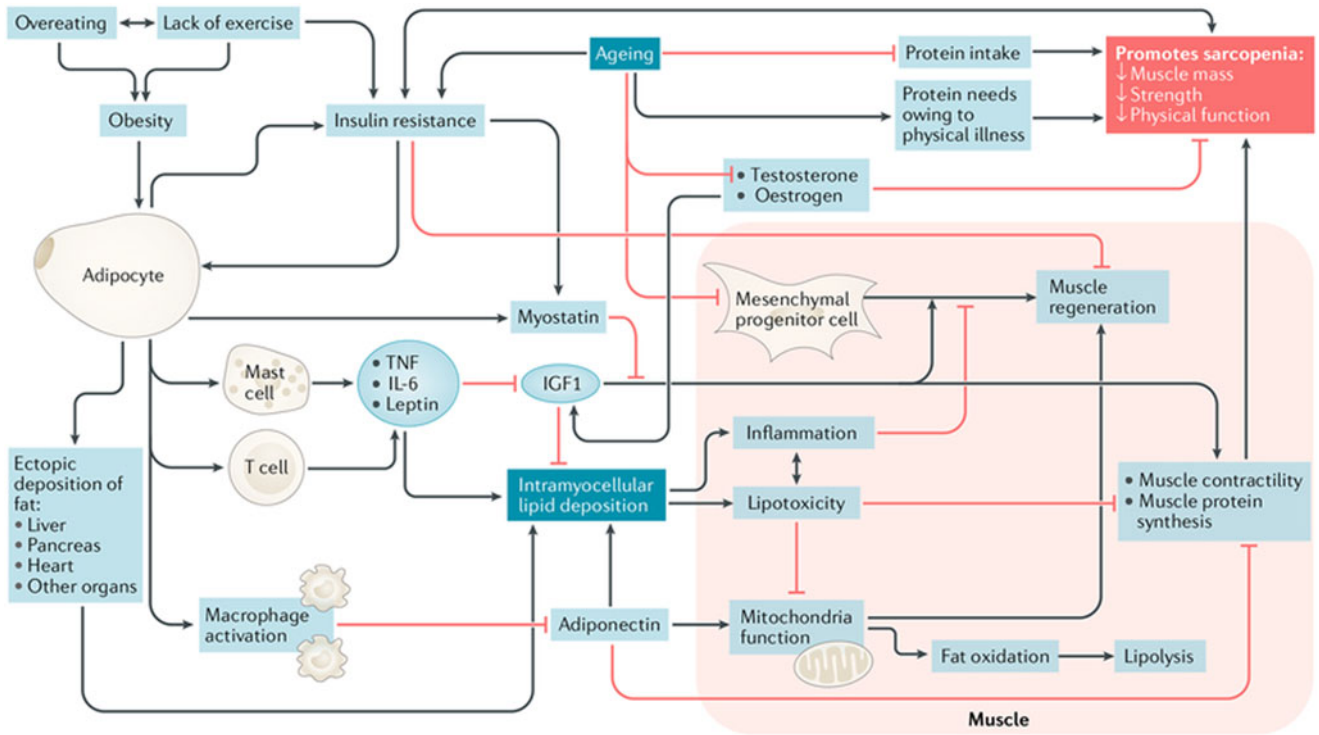 Overeating
Lack of exercise
Ageing
Protein intake
Promotes sarcopenia:
↓ Muscle mass
↓ Strength
↓ Physical function
Obesity
Insulin resistance
Protein needs
owing to
physical illness
• Testosterone
• Oestrogen
Adipocyte
Myostatin
Mesenchymal
progenitor cell
Muscle
regeneration
Mast
cell
• TNF
• IL-6
• Leptin
IGF1
T cell
Inflammation
Ectopic
deposition of
fat:
• Liver
• Pancreas
• Heart
• Other organs
Intramyocellular
lipid deposition
Lipotoxicity
• Muscle contractility
• Muscle protein
synthesis
Macrophage
activation
Adiponectin
Mitochondria
function
Fat oxidation
Lipolysis
Muscle